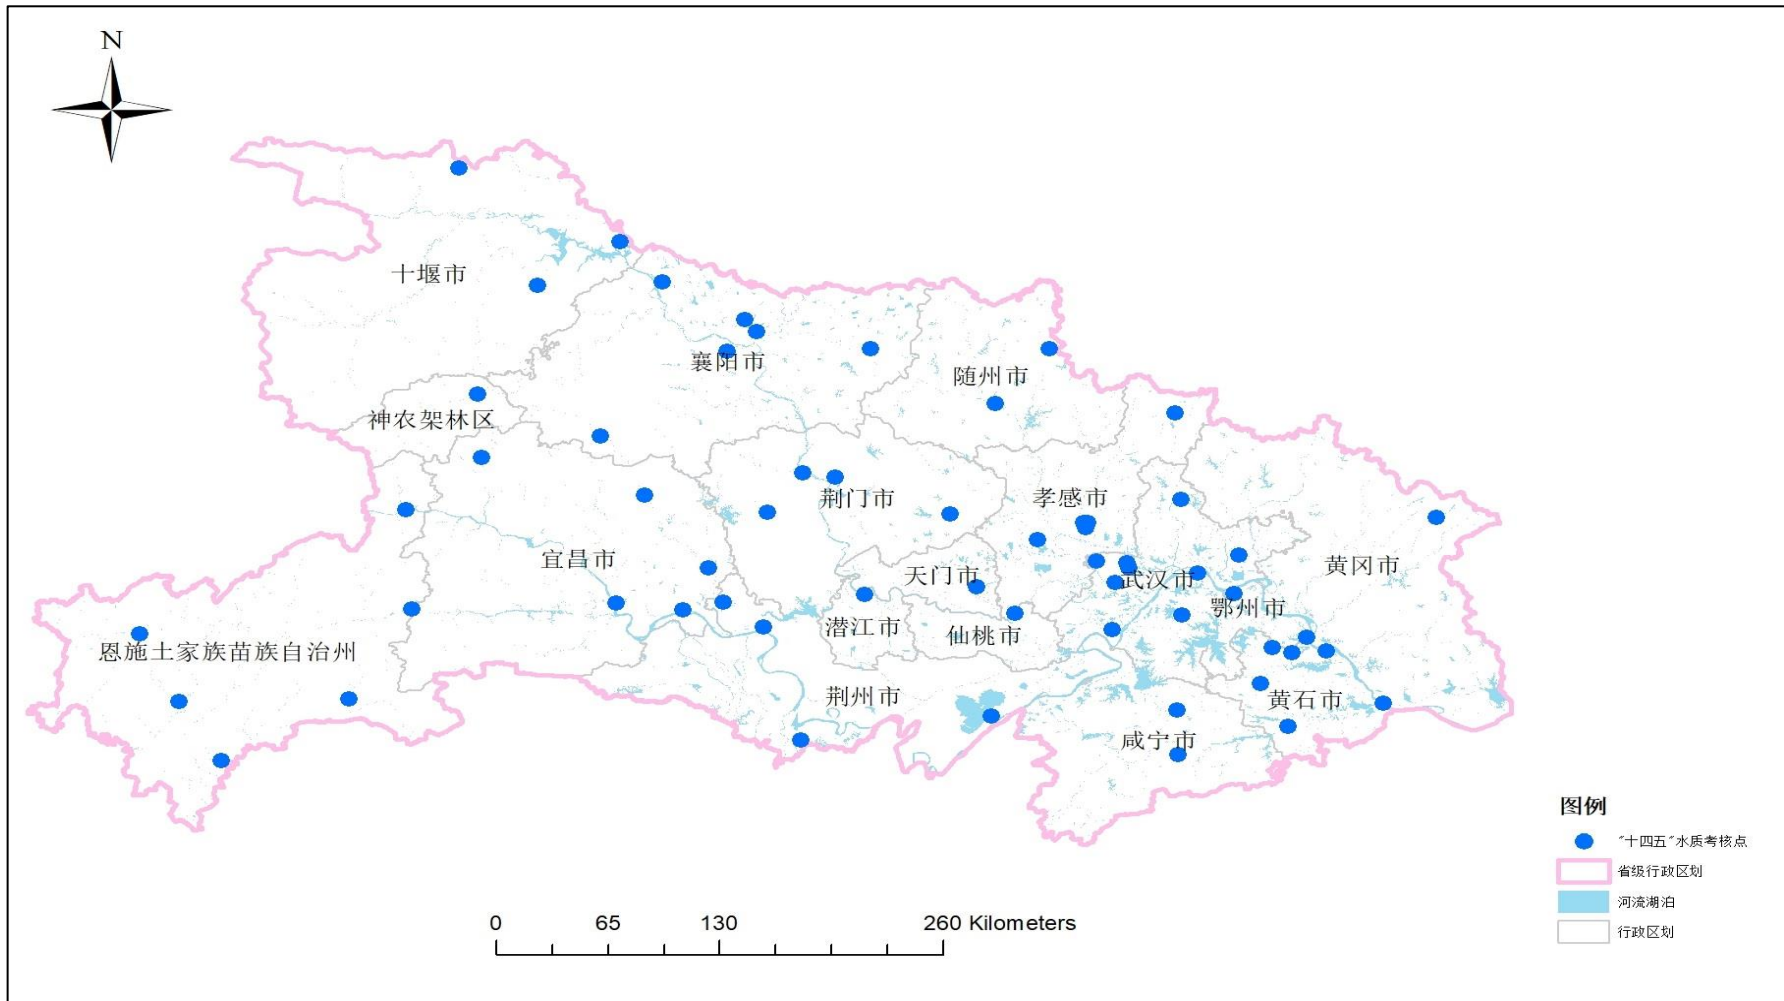 N
十堰市
襄阳市
随州市
神农架林区
荆门市
孝感市
宜昌市
天门市
武汉市
黄冈市
鄂州市
潜江市
仙桃市
恩施土家族苗族自治州
荆州市
黄石市
咸宁市
图例
"十四五"水质考核点
省级行政区划
河流湖泊
行政区划
0 65 130 260 Kilometers